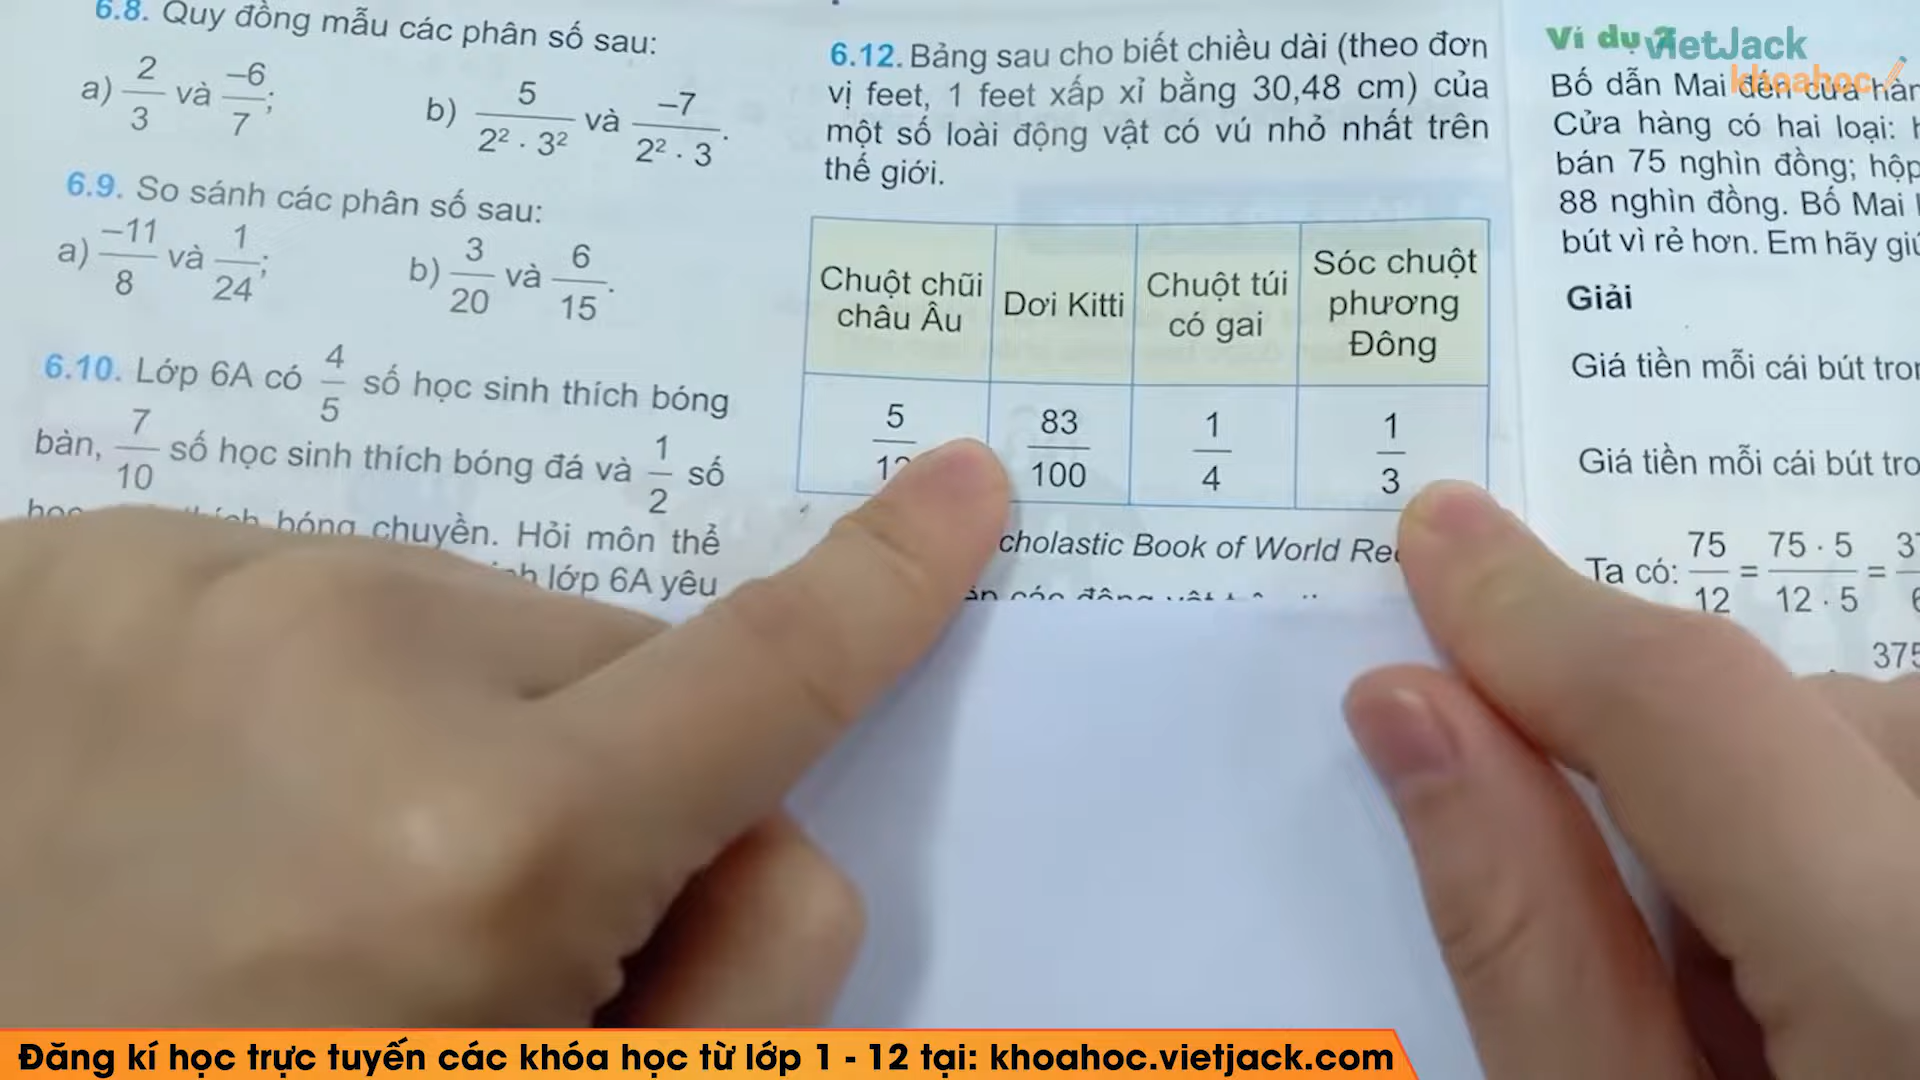 6.8. Quy đồng mẫu các phân số sau:
a) 2/3 và –6/7;
b) 5/(2² . 3²) và –7/(2² . 3).
6.9. So sánh các phân số sau:
a) –11/8 và 1/24;
b) 3/20 và 6/15.
6.10. Lớp 6A có 4/5 số học sinh thích bóng
bàn, 7/10 số học sinh thích bóng đá và 1/2 số
bóng chuyền. Hỏi môn thể
lớp 6A yêu
6.12. Bảng sau cho biết chiều dài (theo đơn
vị feet, 1 feet xấp xỉ bằng 30,48 cm) của
một số loài động vật có vú nhỏ nhất trên
thế giới.
Chuột chũi châu Âu
Dơi Kitti
Chuột túi có gai
Sóc chuột phương Đông
5
83/100
1/4
1/3
cholastic Book of World Re
các động vật
Ví dụ 2
Bố dẫn Mai đến cửa hàn
Cửa hàng có hai loại:
bán 75 nghìn đồng; hộp
88 nghìn đồng. Bố Mai
bút vì rẻ hơn. Em hãy giú
Giải
Giá tiền mỗi cái bút tron
Giá tiền mỗi cái bút tro
Ta có: 75/12 = (75 . 5)/(12 . 5) =
375
VietJack
khoahoc
Đăng kí học trực tuyến các khóa học từ lớp 1 - 12 tại: khoahoc.vietjack.com